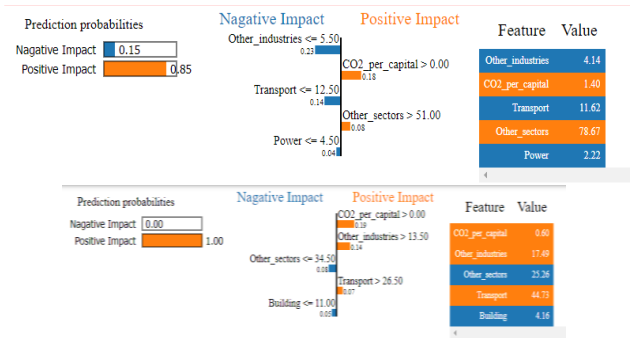 Prediction probabilities
Nagative Impact 0.15
Positive Impact 0.85
Nagative Impact Positive Impact
Other_industries <= 5.50
0.23
CO2_per_capital > 0.00
0.18
Transport <= 12.50
0.14
Other_sectors > 51.00
0.08
Power <= 4.50
0.04
Feature Value
Other_industries 4.14
CO2_per_capital 1.40
Transport 11.62
Other_sectors 78.67
Power 2.22
Prediction probabilities
Nagative Impact 0.00
Positive Impact 1.00
Nagative Impact Positive Impact
CO2_per_capital > 0.00
0.19
Other_industries > 13.50
0.14
Other_sectors <= 34.50
0.08
Transport > 26.50
0.07
Building <= 11.00
0.05
Feature Value
CO2_per_capital 0.60
Other_industries 17.49
Other_sectors 25.26
Transport 44.73
Building 4.16